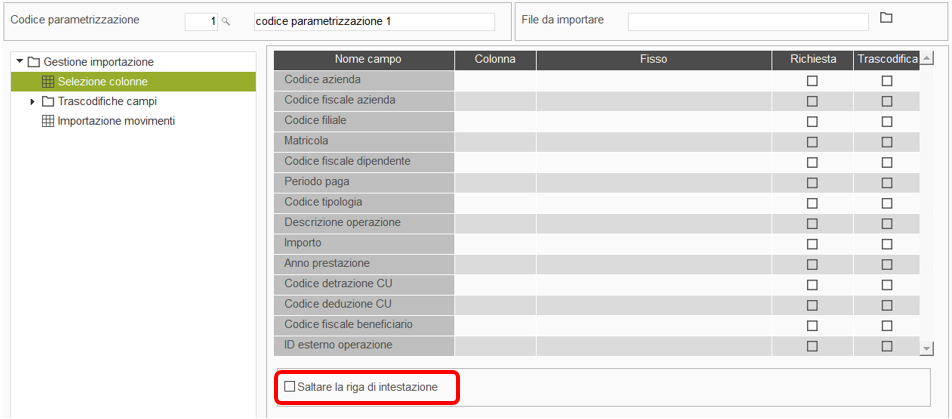 Codice parametrizzazione 1 codice parametrizzazione 1 File da importare
Gestione importazione
Selezione colonne
Trascodifiche campi
Importazione movimenti
Nome campo Colonna Fisso Richiesta Trascodifica
Codice azienda
Codice fiscale azienda
Codice filiale
Matricola
Codice fiscale dipendente
Periodo paga
Codice tipologia
Descrizione operazione
Importo
Anno prestazione
Codice detrazione CU
Codice deduzione CU
Codice fiscale beneficiario
ID esterno operazione
Saltare la riga di intestazione